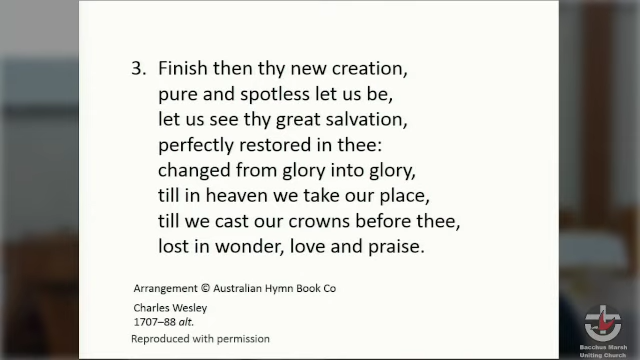 3. Finish then thy new creation,
pure and spotless let us be,
let us see thy great salvation,
perfectly restored in thee:
changed from glory into glory,
till in heaven we take our place,
till we cast our crowns before thee,
lost in wonder, love and praise.
Arrangement © Australian Hymn Book Co
Charles Wesley
1707–88 alt.
Reproduced with permission
Bacchus Marsh
Uniting Church